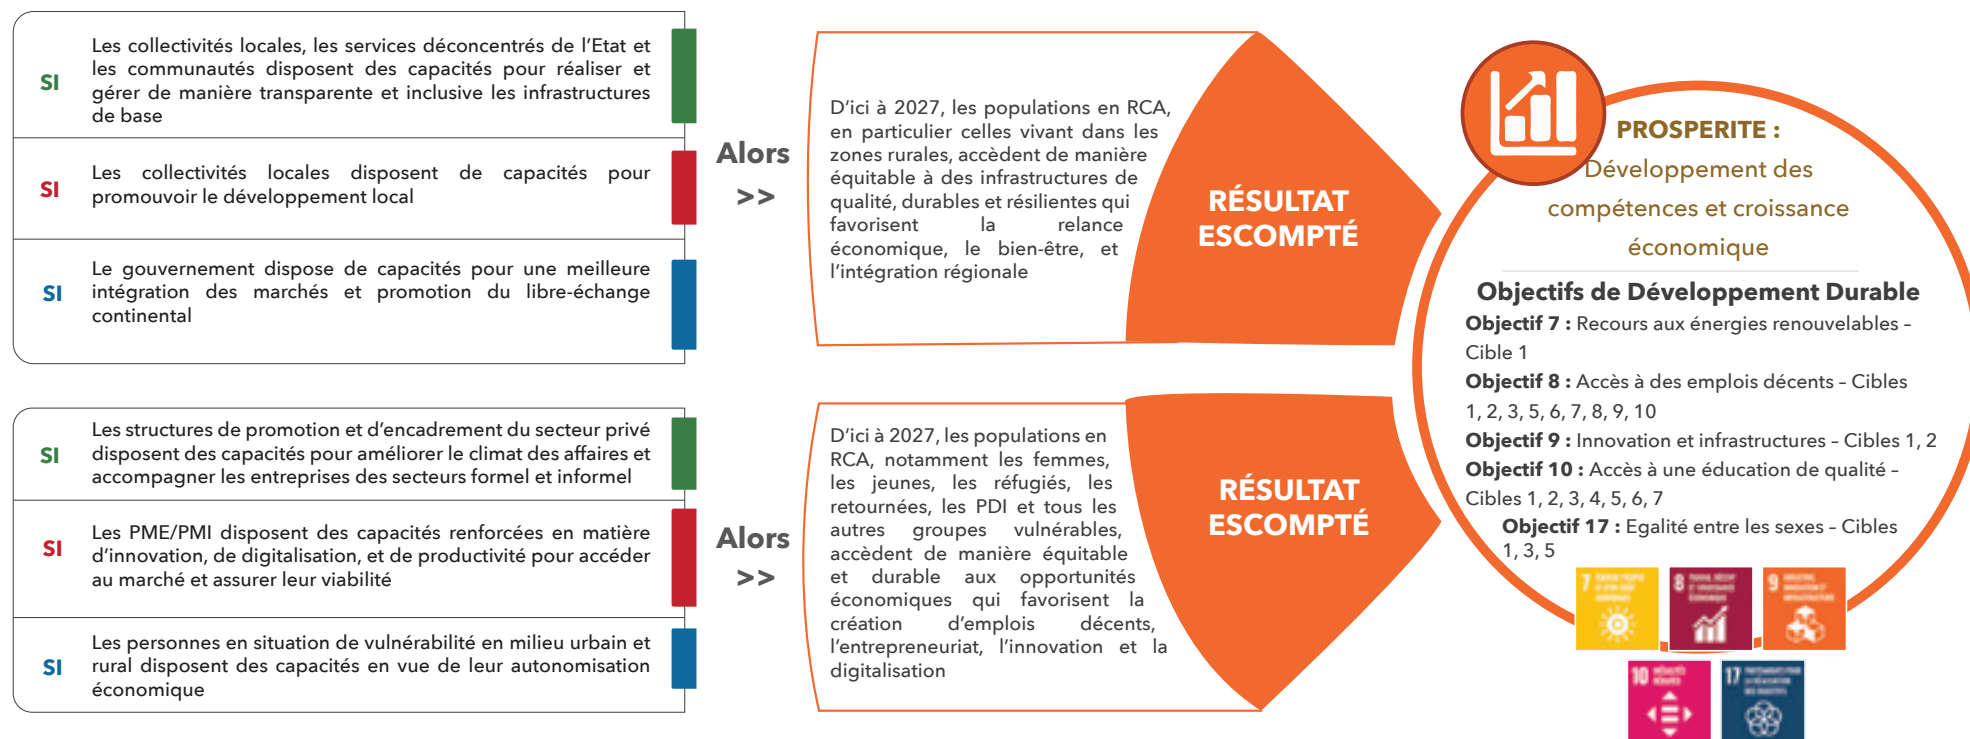 SI
Les collectivités locales, les services déconcentrés de l'Etat et
les communautés disposent des capacités pour réaliser et
gérer de manière transparente et inclusive les infrastructures
de base
SI
Les collectivités locales disposent de capacités pour
promouvoir le développement local
SI
Le gouvernement dispose de capacités pour une meilleure
intégration des marchés et promotion du libre-échange
continental
Alors
>>
D'ici à 2027, les populations en RCA,
en particulier celles vivant dans les
zones rurales, accèdent de manière
équitable à des infrastructures de
qualité, durables et résilientes qui
favorisent la relance
économique, le bien-être, et
l'intégration régionale
RÉSULTAT
ESCOMPTÉ
SI
Les structures de promotion et d'encadrement du secteur privé
disposent des capacités pour améliorer le climat des affaires et
accompagner les entreprises des secteurs formel et informel
SI
Les PME/PMI disposent des capacités renforcées en matière
d'innovation, de digitalisation, et de productivité pour accéder
au marché et assurer leur viabilité
SI
Les personnes en situation de vulnérabilité en milieu urbain et
rural disposent des capacités en vue de leur autonomisation
économique
Alors
>>
D'ici à 2027, les populations en
RCA, notamment les femmes,
les jeunes, les réfugiés, les
retournées, les PDI et tous les
autres groupes vulnérables,
accèdent de manière équitable
et durable aux opportunités
économiques qui favorisent la
création d'emplois décents,
l'entrepreneuriat, l'innovation et la
digitalisation
RÉSULTAT
ESCOMPTÉ
PROSPERITE :
Développement des
compétences et croissance
économique
Objectifs de Développement Durable
Objectif 7 : Recours aux énergies renouvelables –
Cible 1
Objectif 8 : Accès à des emplois décents – Cibles
1, 2, 3, 5, 6, 7, 8, 9, 10
Objectif 9 : Innovation et infrastructures – Cibles 1, 2
Objectif 10 : Accès à une éducation de qualité –
Cibles 1, 2, 3, 4, 5, 6, 7
Objectif 17 : Egalité entre les sexes – Cibles
1, 3, 5
7
8
9
10
17